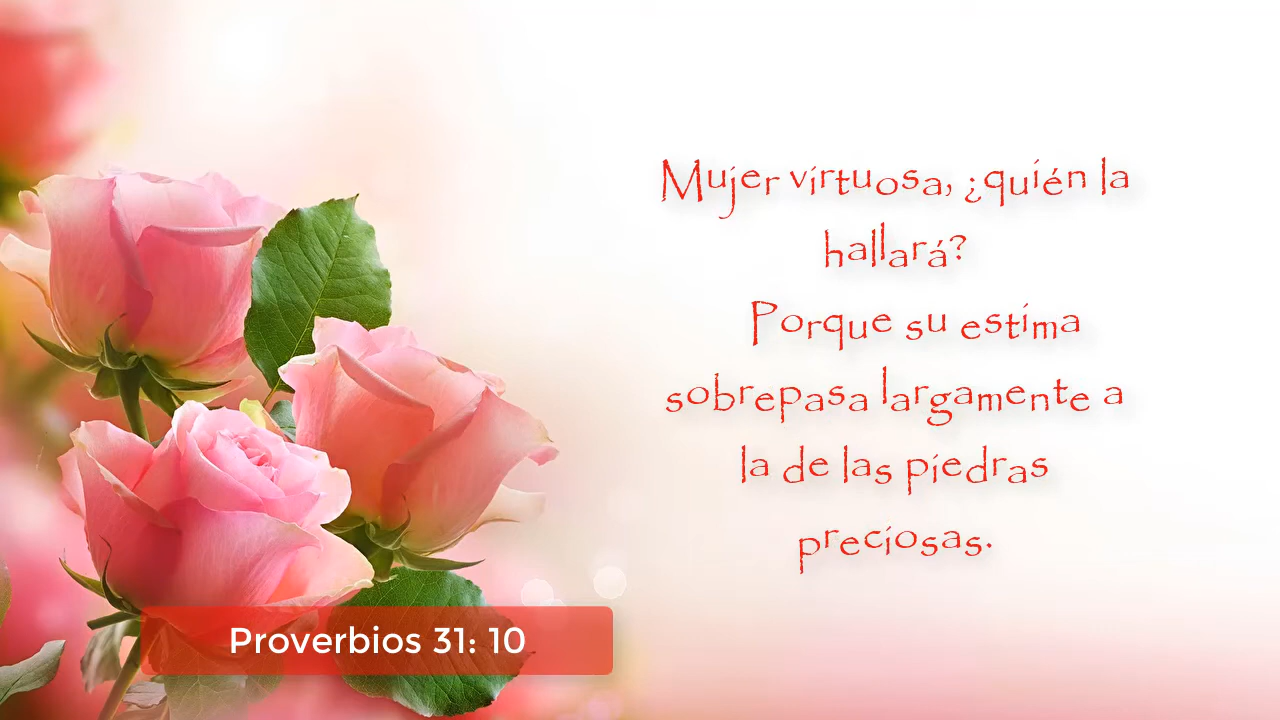 Mujer virtuosa, ¿quién la
hallará?
Porque su estima
sobrepasa largamente a
la de las piedras
preciosas.
Proverbios 31: 10